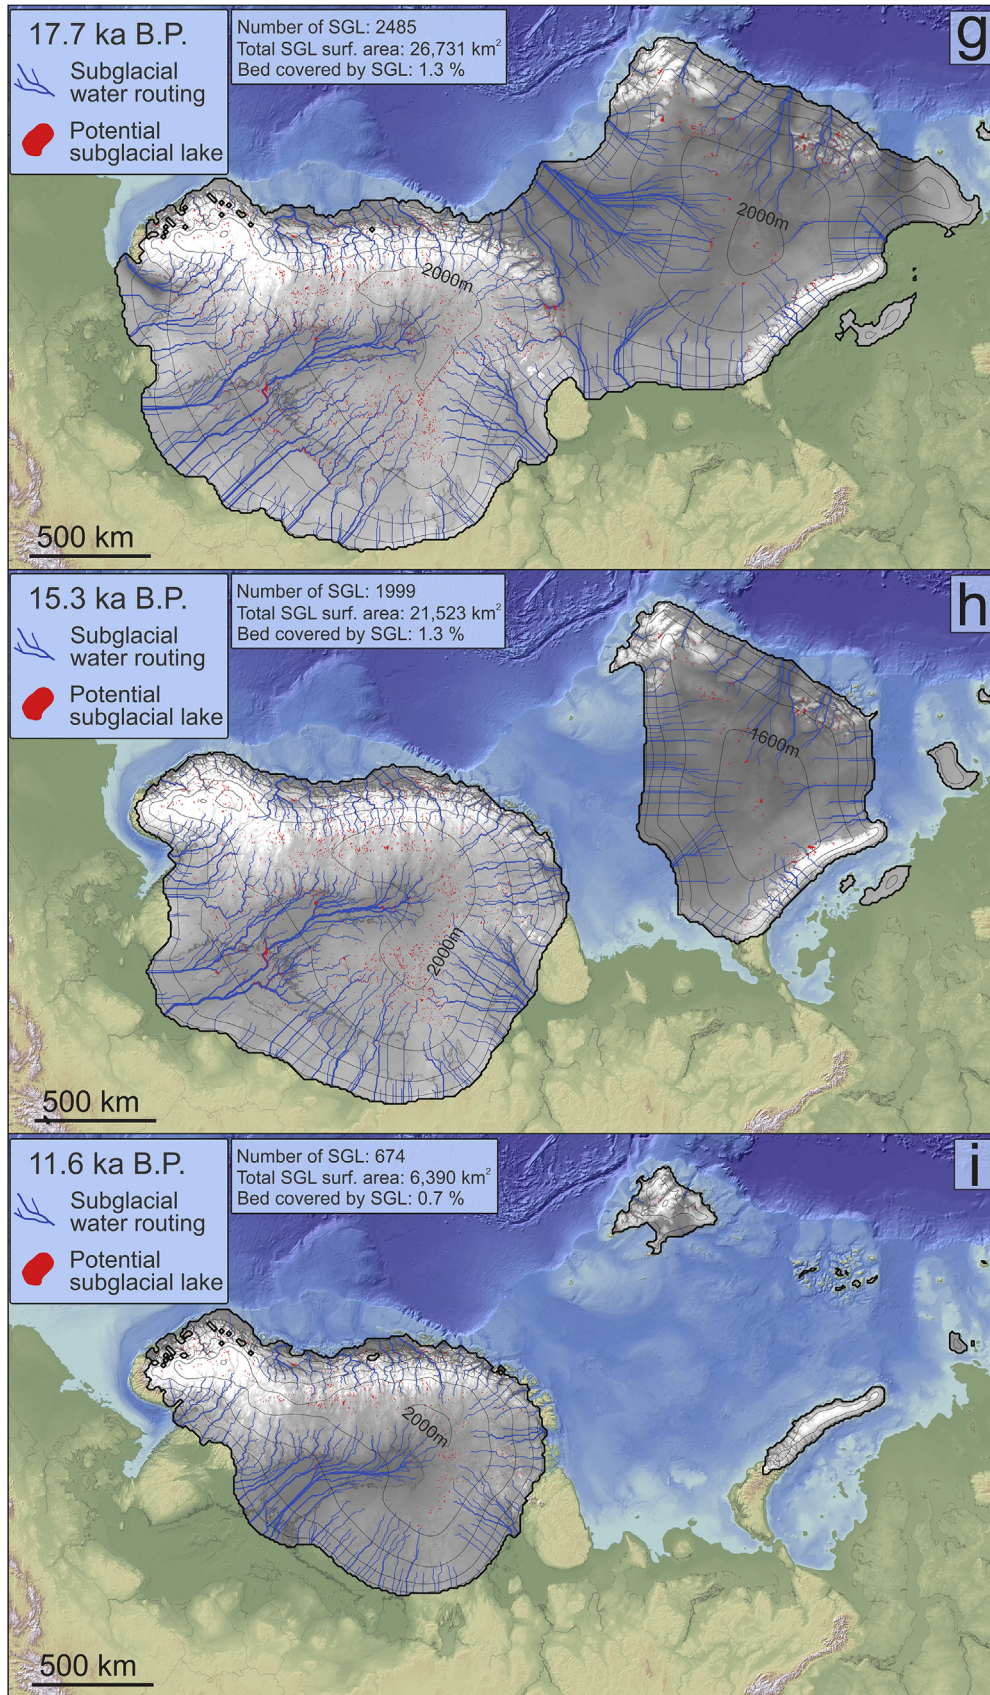 17.7 ka B.P.
Subglacial
water routing
Potential
subglacial lake
Number of SGL: 2485
Total SGL surf. area: 26,731 km²
Bed covered by SGL: 1.3 %
g
2000m
2000m
500 km
15.3 ka B.P.
Subglacial
water routing
Potential
subglacial lake
Number of SGL: 1999
Total SGL surf. area: 21,523 km²
Bed covered by SGL: 1.3 %
h
1600m
2000m
500 km
11.6 ka B.P.
Subglacial
water routing
Potential
subglacial lake
Number of SGL: 674
Total SGL surf. area: 6,390 km²
Bed covered by SGL: 0.7 %
i
2000m
500 km